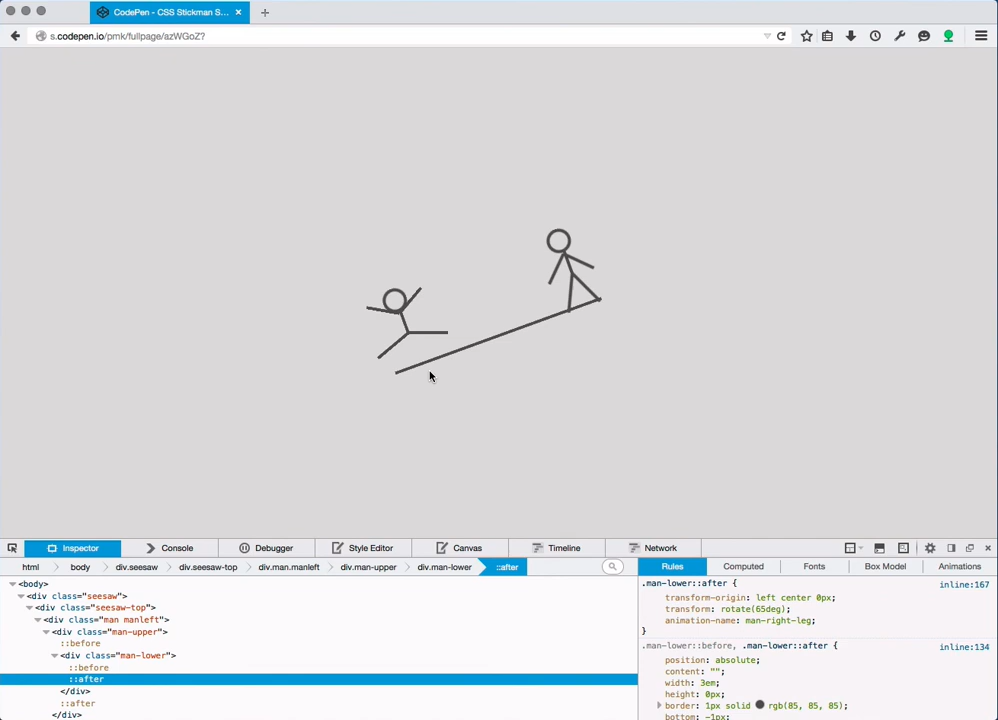 CodePen - CSS Stickman S... × +
s.codepen.io/pmk/fullpage/azWGoZ?
Inspector Console Debugger Style Editor Canvas Timeline Network
html body div.seesaw div.seesaw-top div.man.manleft div.man-upper div.man-lower ::after
Rules Computed Fonts Box Model Animations
<body>
<div class="seesaw">
<div class="seesaw-top">
<div class="man manleft">
<div class="man-upper">
::before
<div class="man-lower">
::before
::after
</div>
::after
</div>
.man-lower::after { inline:167
transform-origin: left center 0px;
transform: rotate(65deg);
animation-name: man-right-leg;
}
.man-lower::before, .man-lower::after { inline:134
position: absolute;
content: "";
width: 3em;
height: 0px;
border: 1px solid rgb(85, 85, 85);
bottom: -1px;